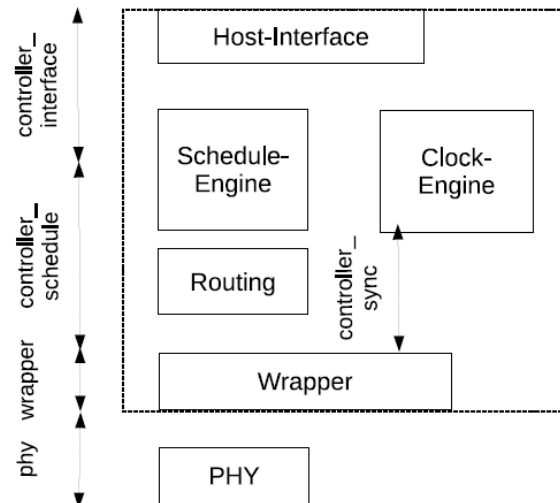 Host-Interface
controller_
interface
Schedule-
Engine
Clock-
Engine
controller_
schedule
Routing
controller_
sync
wrapper
Wrapper
phy
PHY